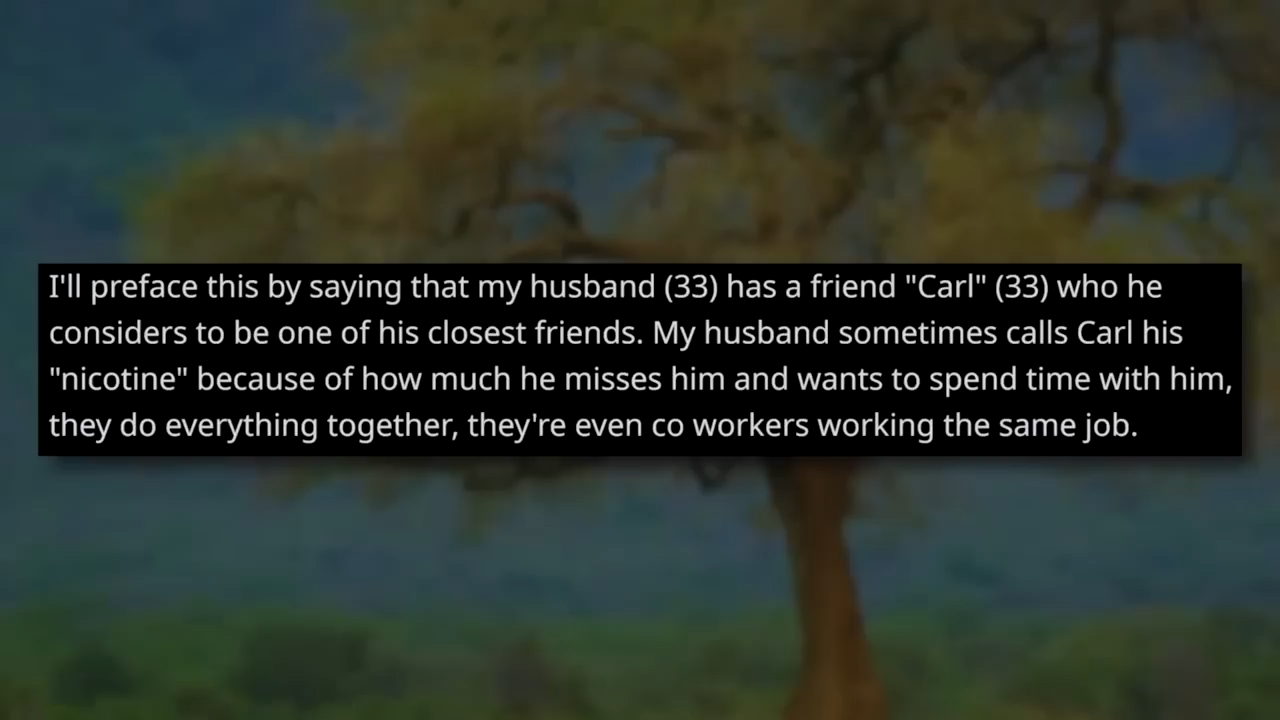 I'll preface this by saying that my husband (33) has a friend "Carl" (33) who he
considers to be one of his closest friends. My husband sometimes calls Carl his
"nicotine" because of how much he misses him and wants to spend time with him,
they do everything together, they're even co workers working the same job.